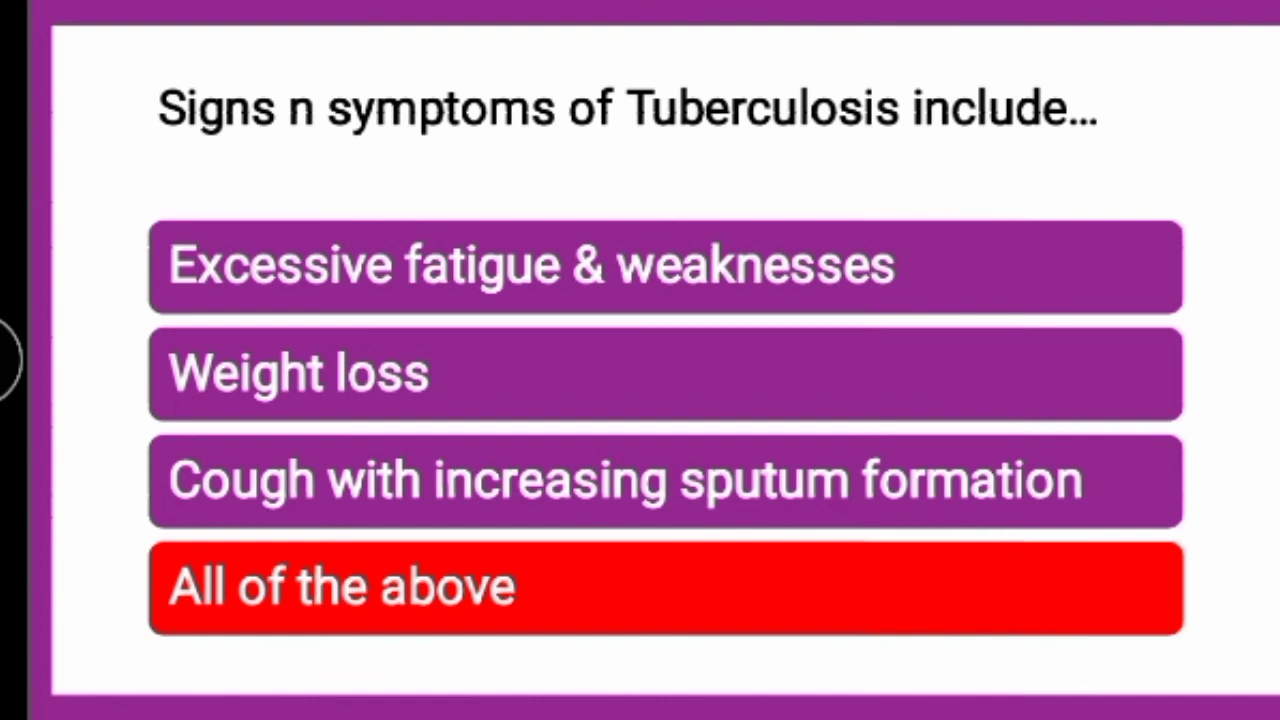 Signs n symptoms of Tuberculosis include...
Excessive fatigue & weaknesses
Weight loss
Cough with increasing sputum formation
All of the above